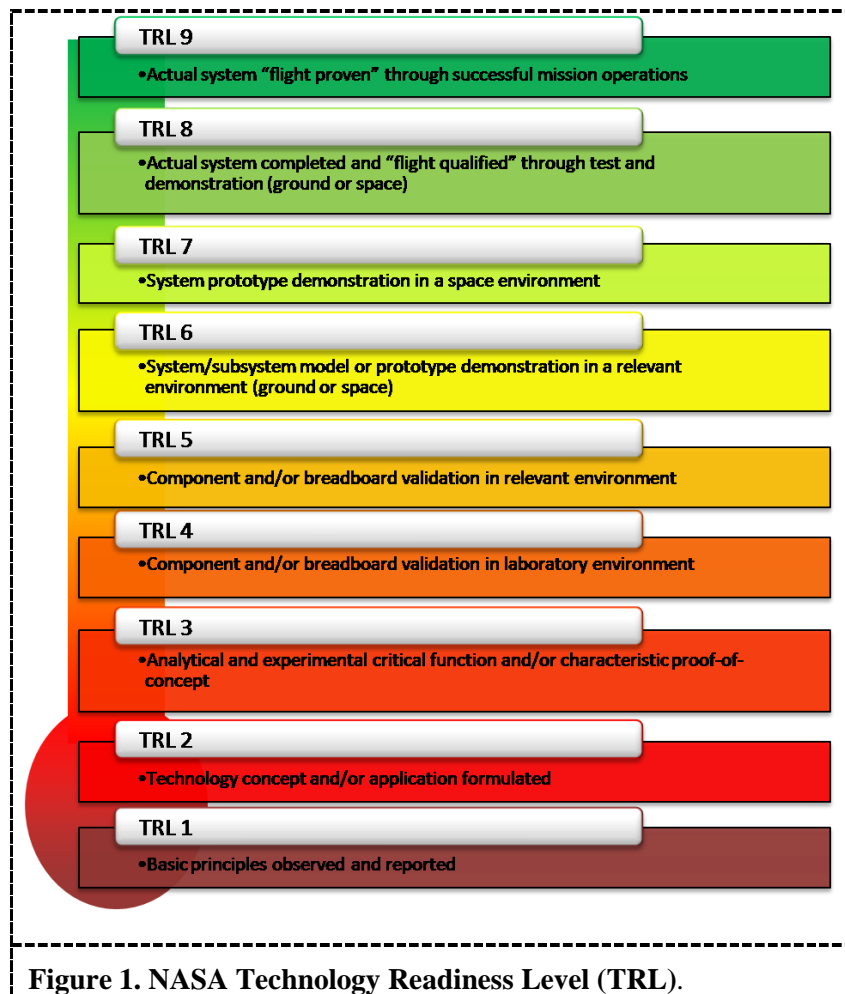 TRL 9
•Actual system “flight proven” through successful mission operations
TRL 8
•Actual system completed and “flight qualified” through test and
demonstration (ground or space)
TRL 7
•System prototype demonstration in a space environment
TRL 6
•System/subsystem model or prototype demonstration in a relevant
environment (ground or space)
TRL 5
•Component and/or breadboard validation in relevant environment
TRL 4
•Component and/or breadboard validation in laboratory environment
TRL 3
•Analytical and experimental critical function and/or characteristic proof-of-
concept
TRL 2
•Technology concept and/or application formulated
TRL 1
•Basic principles observed and reported
Figure 1. NASA Technology Readiness Level (TRL).